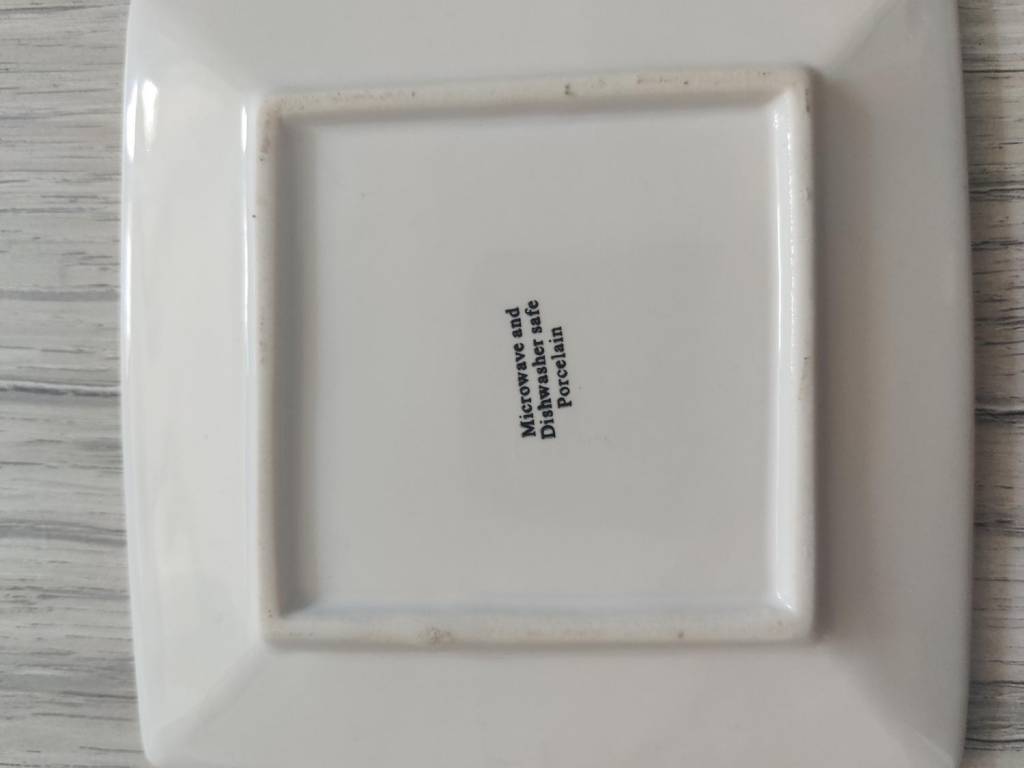 Microwave and
Dishwasher safe
Porcelain